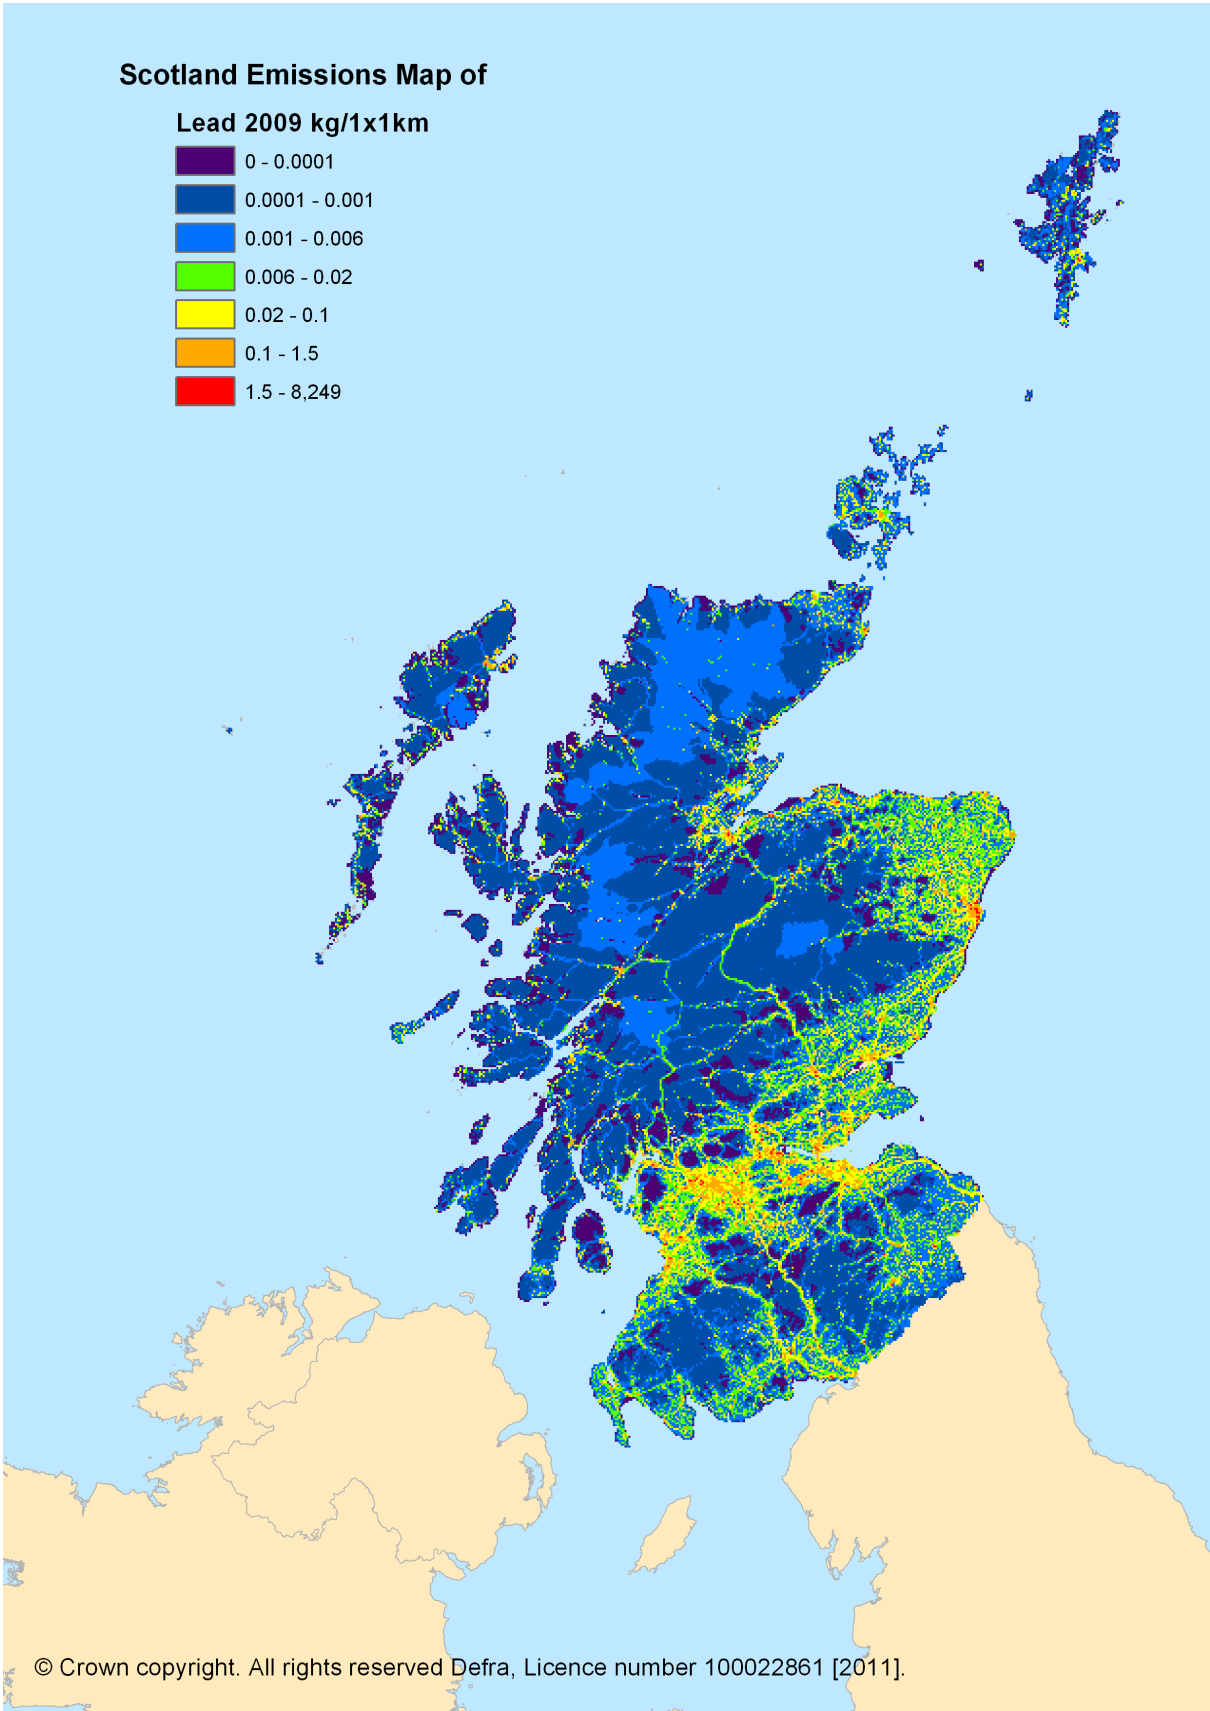 Scotland Emissions Map of
Lead 2009 kg/1x1km
0 - 0.0001
0.0001 - 0.001
0.001 - 0.006
0.006 - 0.02
0.02 - 0.1
0.1 - 1.5
1.5 - 8,249
© Crown copyright. All rights reserved Defra, Licence number 100022861 [2011].